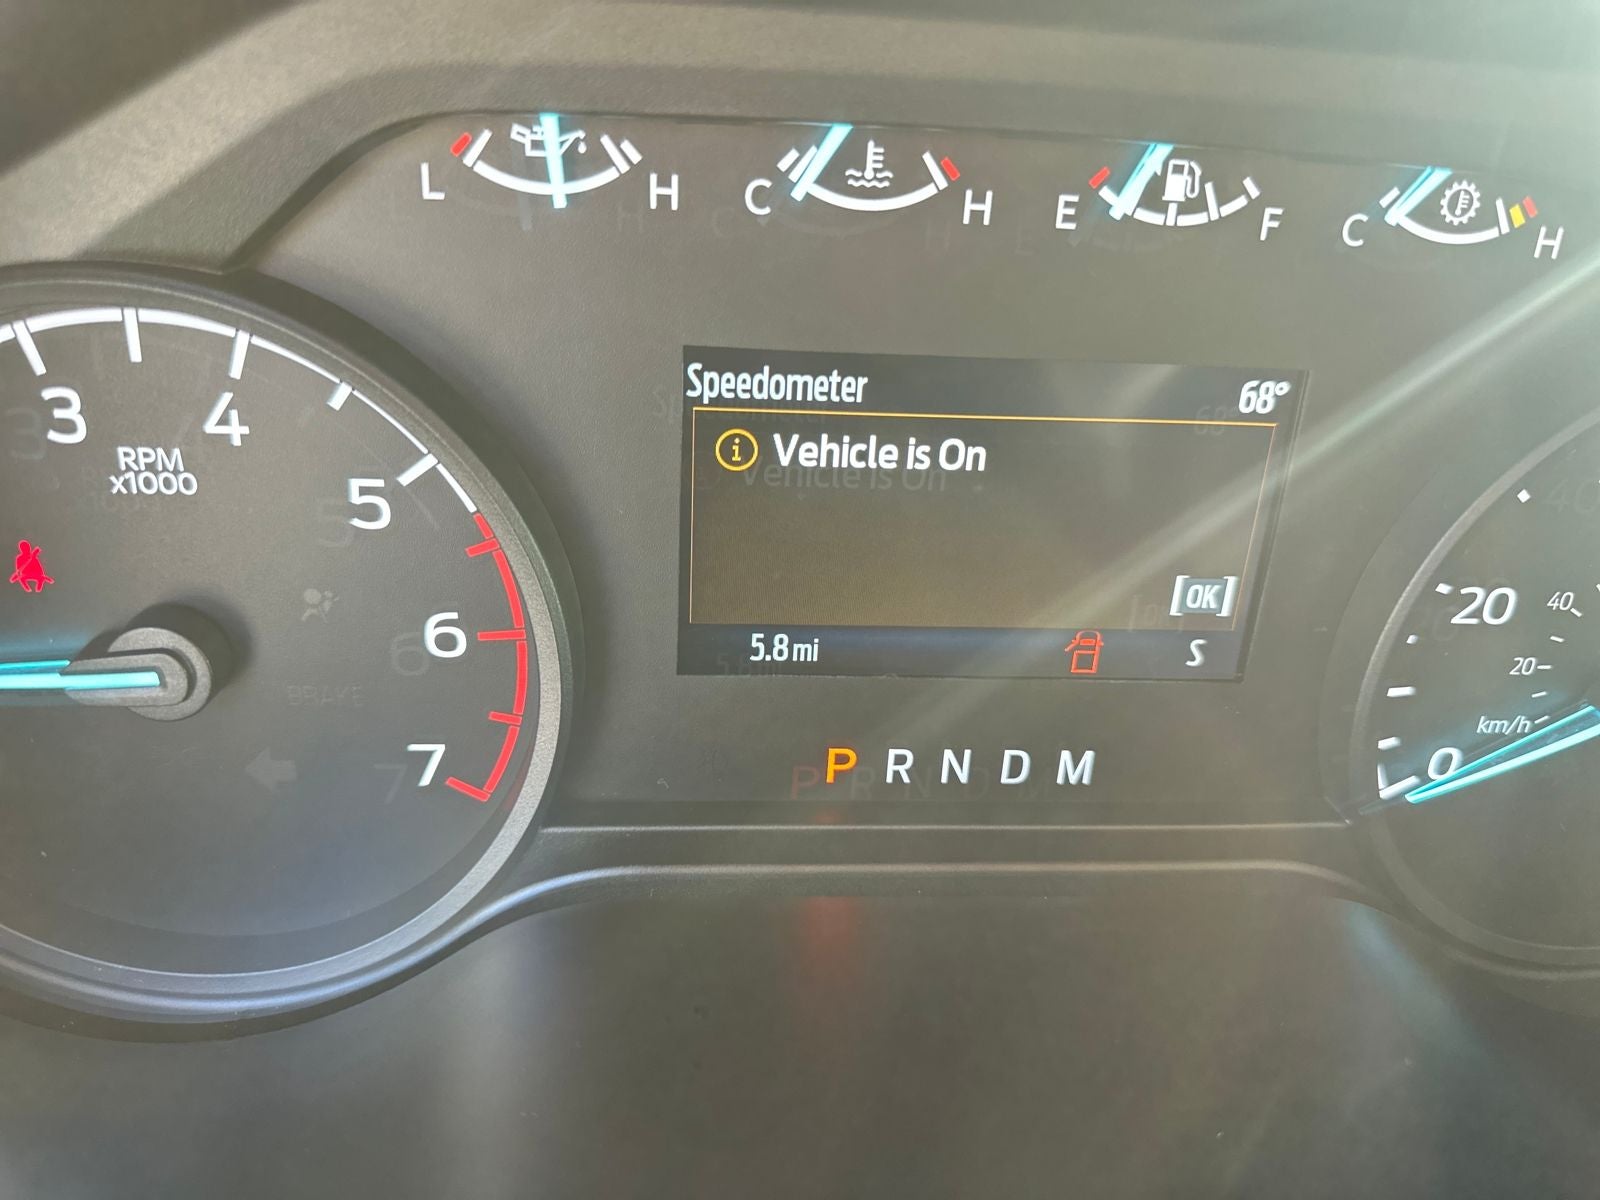 L H C H E F C H
Speedometer 68°
Vehicle is On
[OK]
5.8 mi S
P R N D M
3 4 5 6 7
RPM
x1000
BRAKE
20 40
20
km/h
0